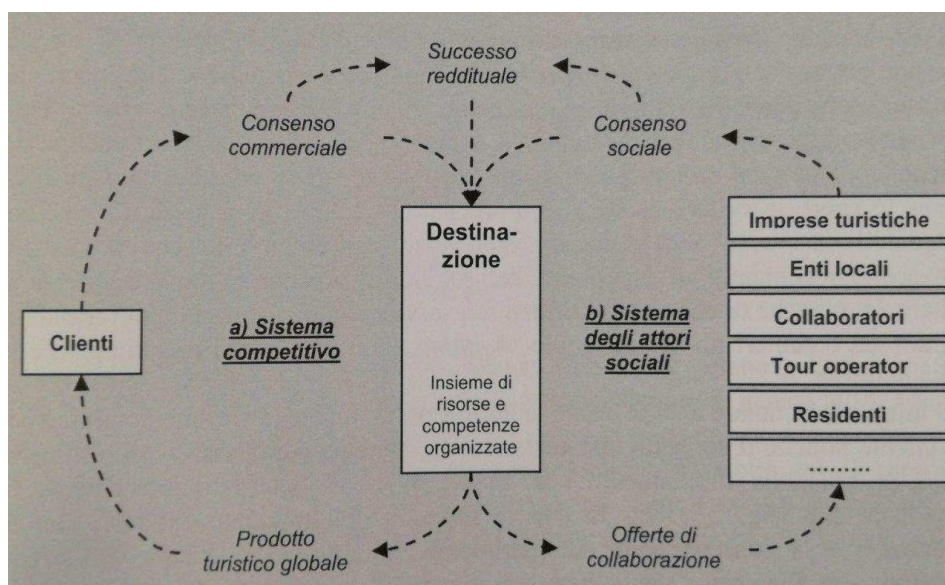 Successo
reddituale
Consenso
commerciale
Consenso
sociale
Destina-
zione
Insieme di
risorse e
competenze
organizzate
Clienti
a) Sistema
competitivo
b) Sistema
degli attori
sociali
Imprese turistiche
Enti locali
Collaboratori
Tour operator
Residenti
.........
Prodotto
turistico globale
Offerte di
collaborazione